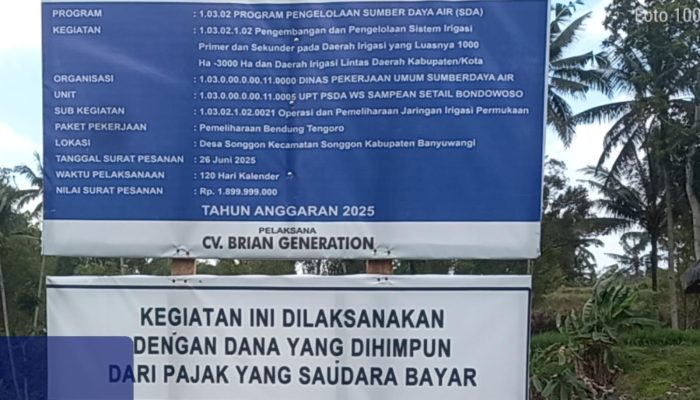 Foto 100
PROGRAM : 1.03.02 PROGRAM PENGELOLAAN SUMBER DAYA AIR (SDA)
KEGIATAN : 1.03.02.1.02 Pengembangan dan Pengelolaan Sistem Irigasi
Primer dan Sekunder pada Daerah Irigasi yang Luasnya 1000
Ha -3000 Ha dan Daerah Irigasi Lintas Daerah Kabupaten/Kota
ORGANISASI : 1.03.0.00.0.00.11.0000 DINAS PEKERJAAN UMUM SUMBERDAYA AIR
UNIT : 1.03.0.00.0.00.11.0005 UPT PSDA WS SAMPEAN SETAIL BONDOWOSO
SUB KEGIATAN : 1.03.02.1.02.0021 Operasi dan Pemeliharaan Jaringan Irigasi Permukaan
PAKET PEKERJAAN : Pemeliharaan Bendung Tengoro
LOKASI : Desa Songgon Kecamatan Songgon Kabupaten Banyuwangi
TANGGAL SURAT PESANAN : 26 Juni 2025
WAKTU PELAKSANAAN : 120 Hari Kalender
NILAI SURAT PESANAN : Rp. 1.899.999.000
TAHUN ANGGARAN 2025
PELAKSANA
CV. BRIAN GENERATION
KEGIATAN INI DILAKSANAKAN
DENGAN DANA YANG DIHIMPUN
DARI PAJAK YANG SAUDARA BAYAR